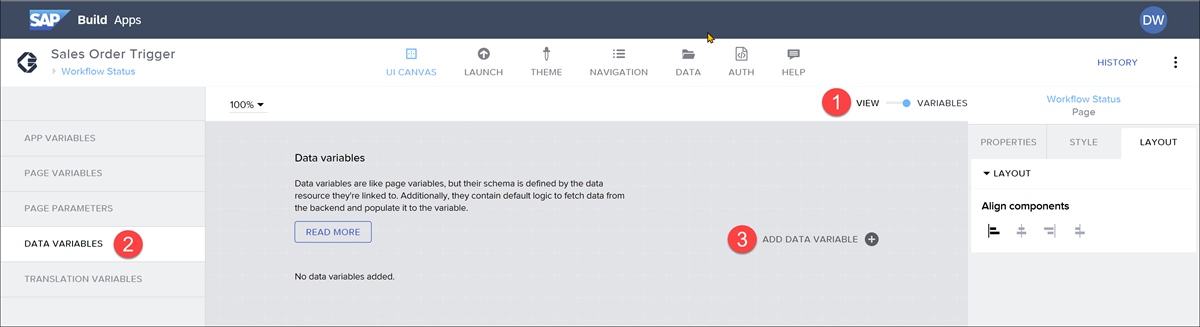 SAP Build Apps
DW
Sales Order Trigger
Workflow Status
UI CANVAS
LAUNCH
THEME
NAVIGATION
DATA
AUTH
HELP
HISTORY
100%
1
VIEW
VARIABLES
Workflow Status
Page
APP VARIABLES
PAGE VARIABLES
PAGE PARAMETERS
DATA VARIABLES
2
TRANSLATION VARIABLES
Data variables
Data variables are like page variables, but their schema is defined by the data
resource they're linked to. Additionally, they contain default logic to fetch data from
the backend and populate it to the variable.
READ MORE
3
ADD DATA VARIABLE
No data variables added.
PROPERTIES
STYLE
LAYOUT
LAYOUT
Align components